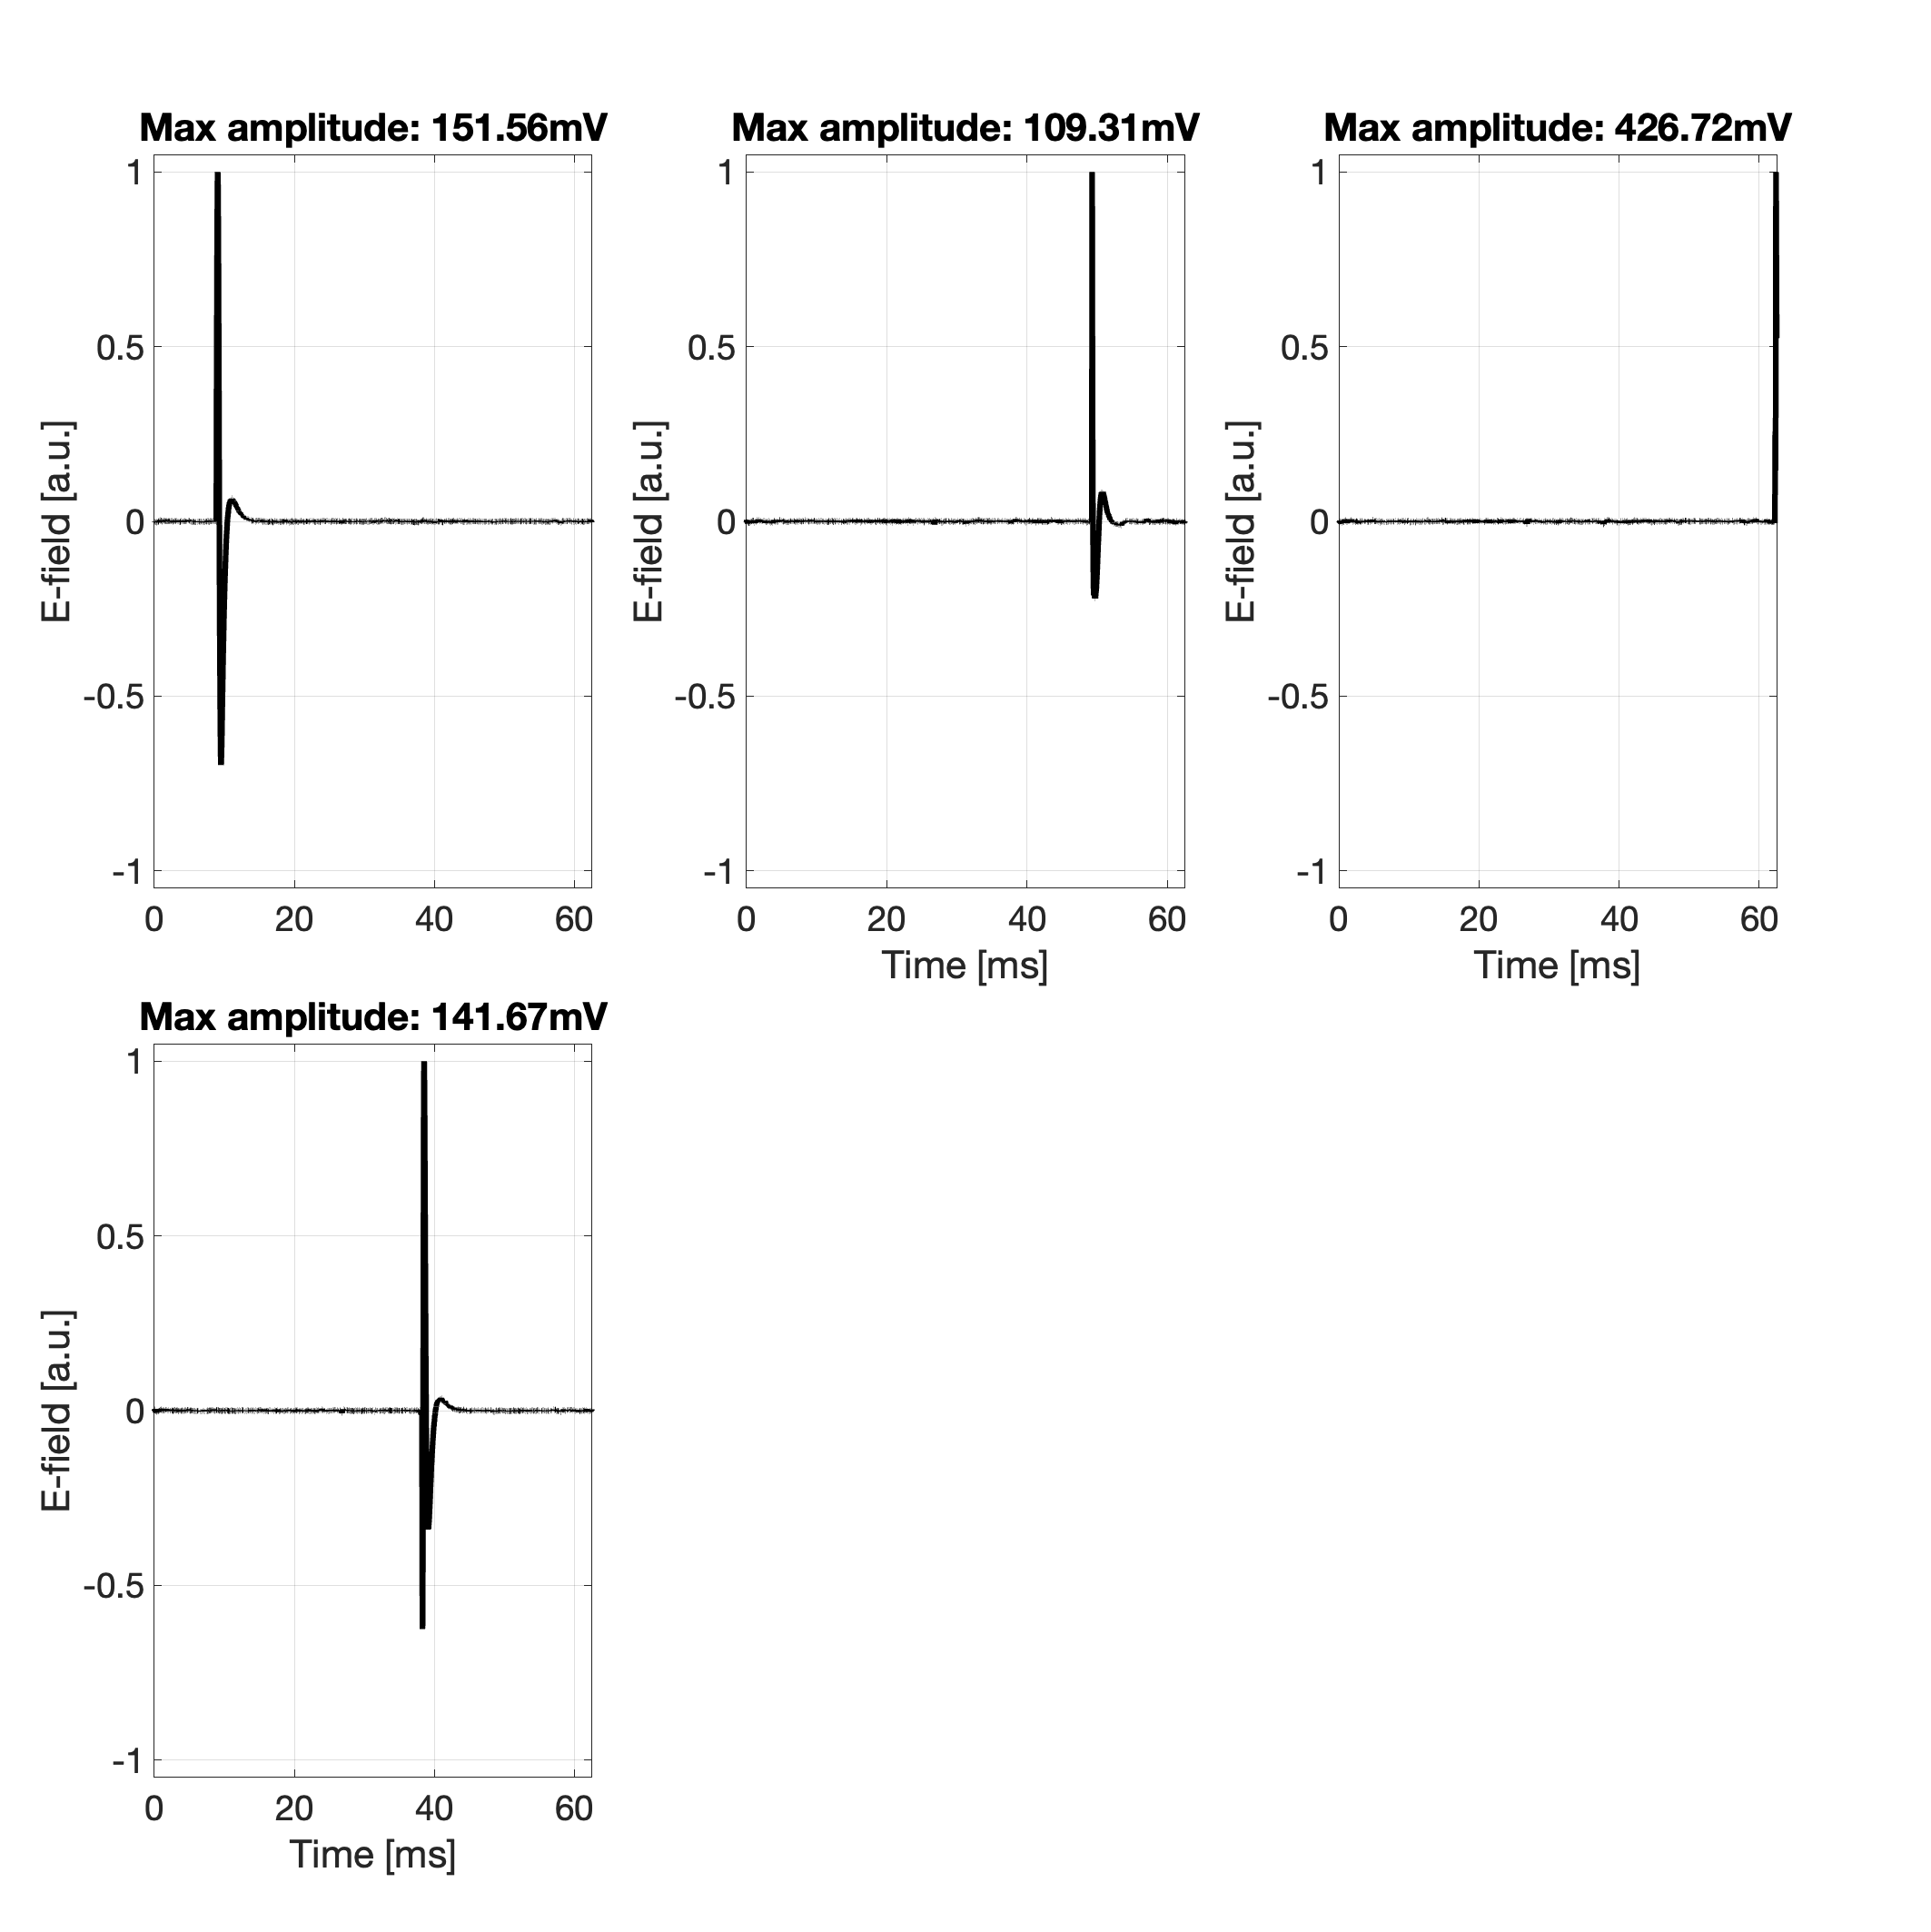 Max amplitude: 151.56mV
1
0.5
0
-0.5
-1
E-field [a.u.]
0 20 40 60
Max amplitude: 109.31mV
1
0.5
0
-0.5
-1
E-field [a.u.]
0 20 40 60
Time [ms]
Max amplitude: 426.72mV
1
0.5
0
-0.5
-1
E-field [a.u.]
0 20 40 60
Time [ms]
Max amplitude: 141.67mV
1
0.5
0
-0.5
-1
E-field [a.u.]
0 20 40 60
Time [ms]